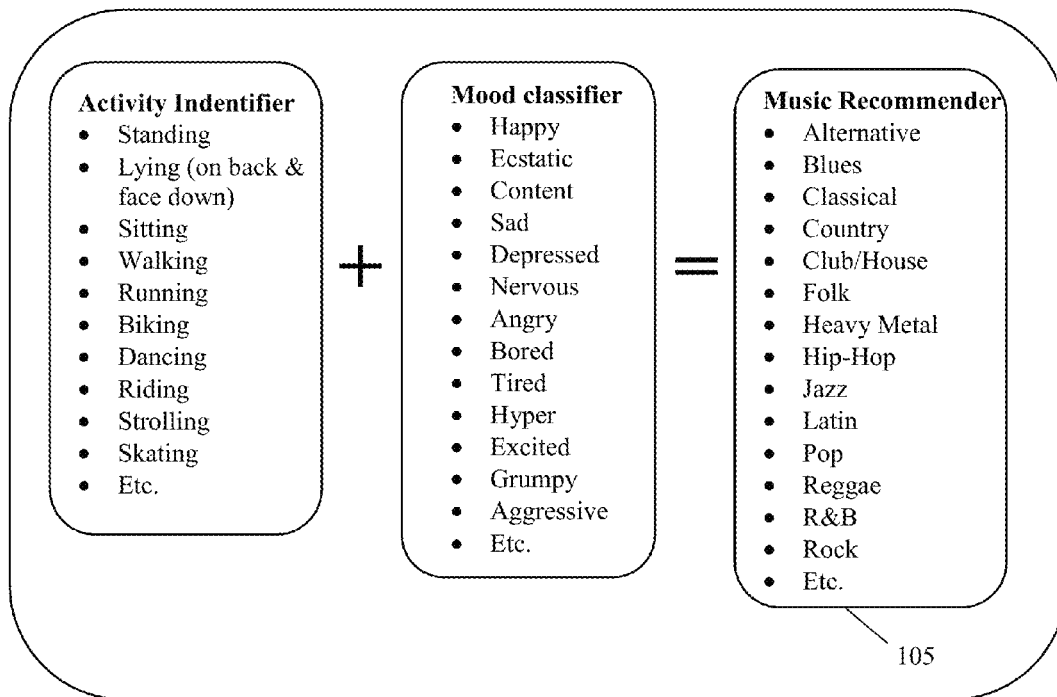 Activity Indentifier
• Standing
• Lying (on back &
face down)
• Sitting
• Walking
• Running
• Biking
• Dancing
• Riding
• Strolling
• Skating
• Etc.
+
Mood classifier
• Happy
• Ecstatic
• Content
• Sad
• Depressed
• Nervous
• Angry
• Bored
• Tired
• Hyper
• Excited
• Grumpy
• Aggressive
• Etc.
=
Music Recommender
• Alternative
• Blues
• Classical
• Country
• Club/House
• Folk
• Heavy Metal
• Hip-Hop
• Jazz
• Latin
• Pop
• Reggae
• R&B
• Rock
• Etc.
105